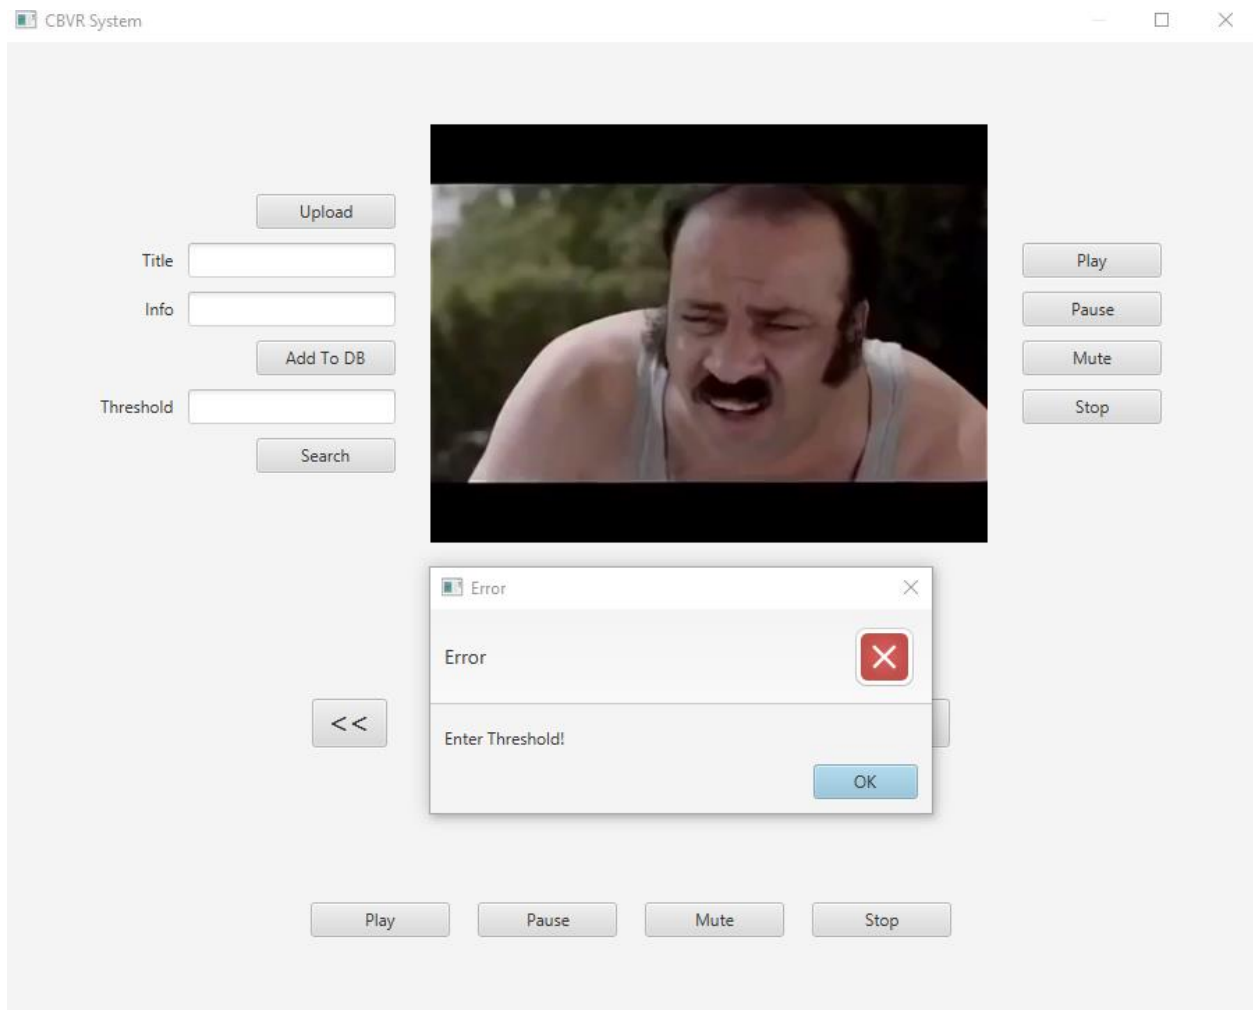 CBVR System
Upload
Title
Info
Add To DB
Threshold
Search
Play
Pause
Mute
Stop
Error
Error
Enter Threshold!
OK
<<
Play
Pause
Mute
Stop